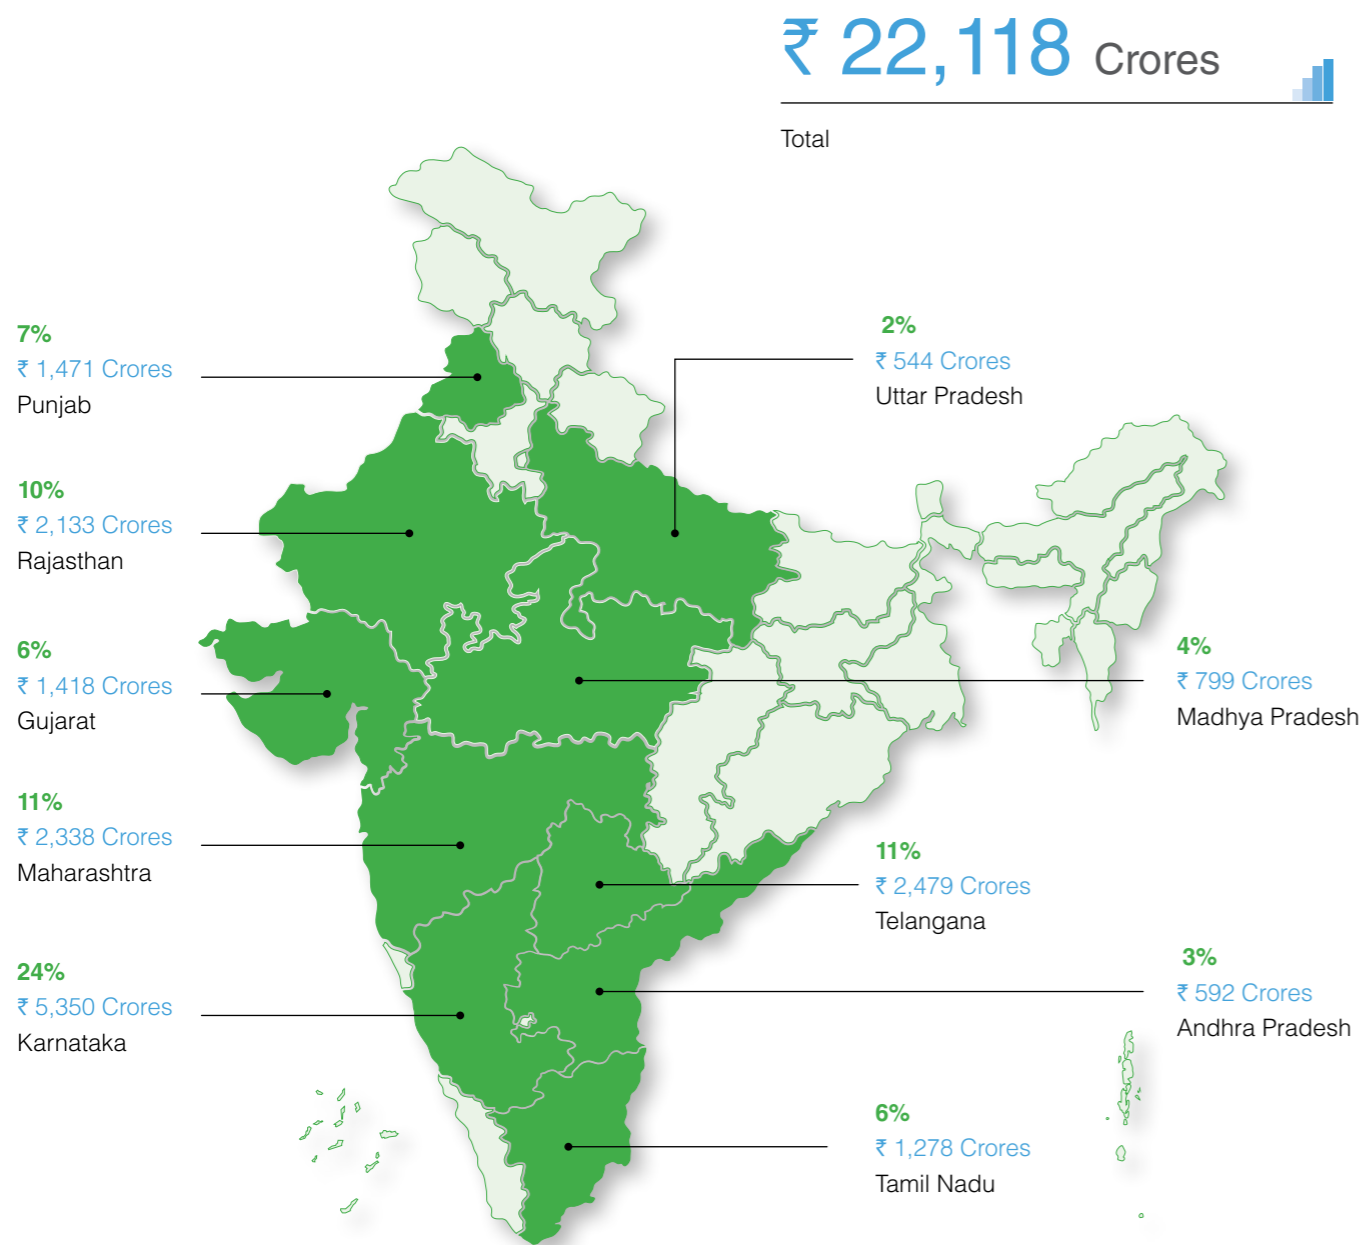 ₹ 22,118 Crores
Total
7%
₹ 1,471 Crores
Punjab
10%
₹ 2,133 Crores
Rajasthan
6%
₹ 1,418 Crores
Gujarat
11%
₹ 2,338 Crores
Maharashtra
24%
₹ 5,350 Crores
Karnataka
2%
₹ 544 Crores
Uttar Pradesh
4%
₹ 799 Crores
Madhya Pradesh
11%
₹ 2,479 Crores
Telangana
3%
₹ 592 Crores
Andhra Pradesh
6%
₹ 1,278 Crores
Tamil Nadu